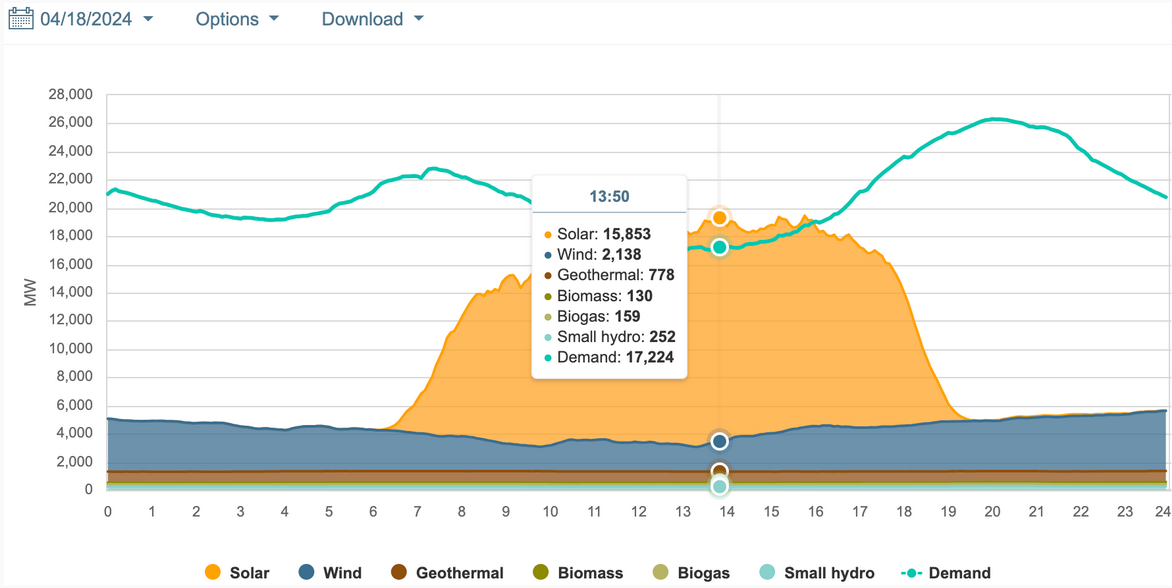 04/18/2024 Options Download
28,000
26,000
24,000
22,000
20,000
18,000
16,000
14,000
12,000
10,000
8,000
6,000
4,000
2,000
0
MW
13:50
Solar: 15,853
Wind: 2,138
Geothermal: 778
Biomass: 130
Biogas: 159
Small hydro: 252
Demand: 17,224
0 1 2 3 4 5 6 7 8 9 10 11 12 13 14 15 16 17 18 19 20 21 22 23 24
Solar Wind Geothermal Biomass Biogas Small hydro Demand